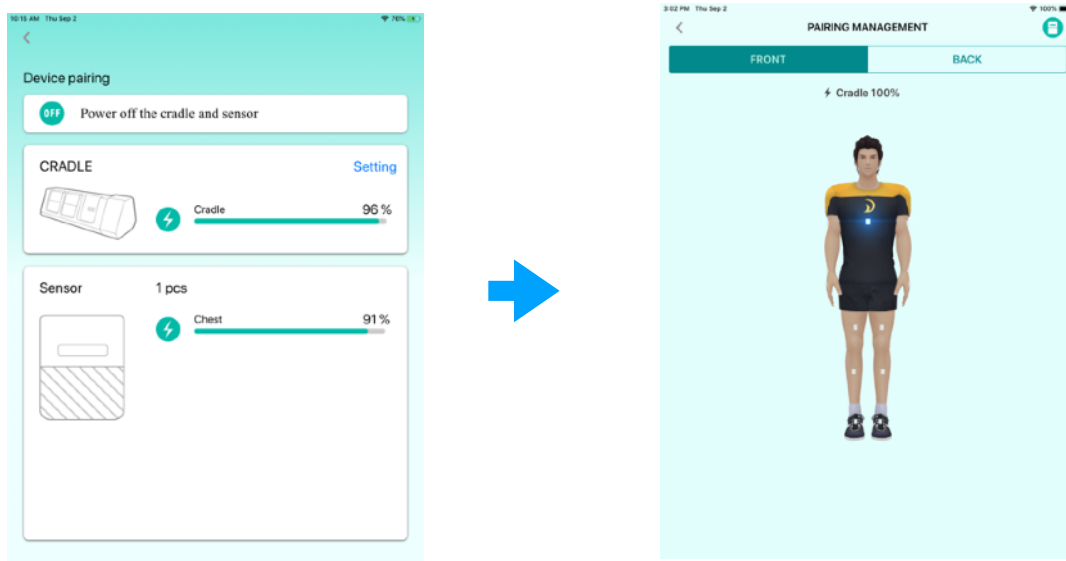 10:15 AM Thu Sep 2
76%
Device pairing
OFF
Power off the cradle and sensor
CRADLE
Setting
Cradle
96 %
Sensor
1 pcs
Chest
91 %
3:02 PM Thu Sep 2
100%
PAIRING MANAGEMENT
FRONT
BACK
Cradle 100%